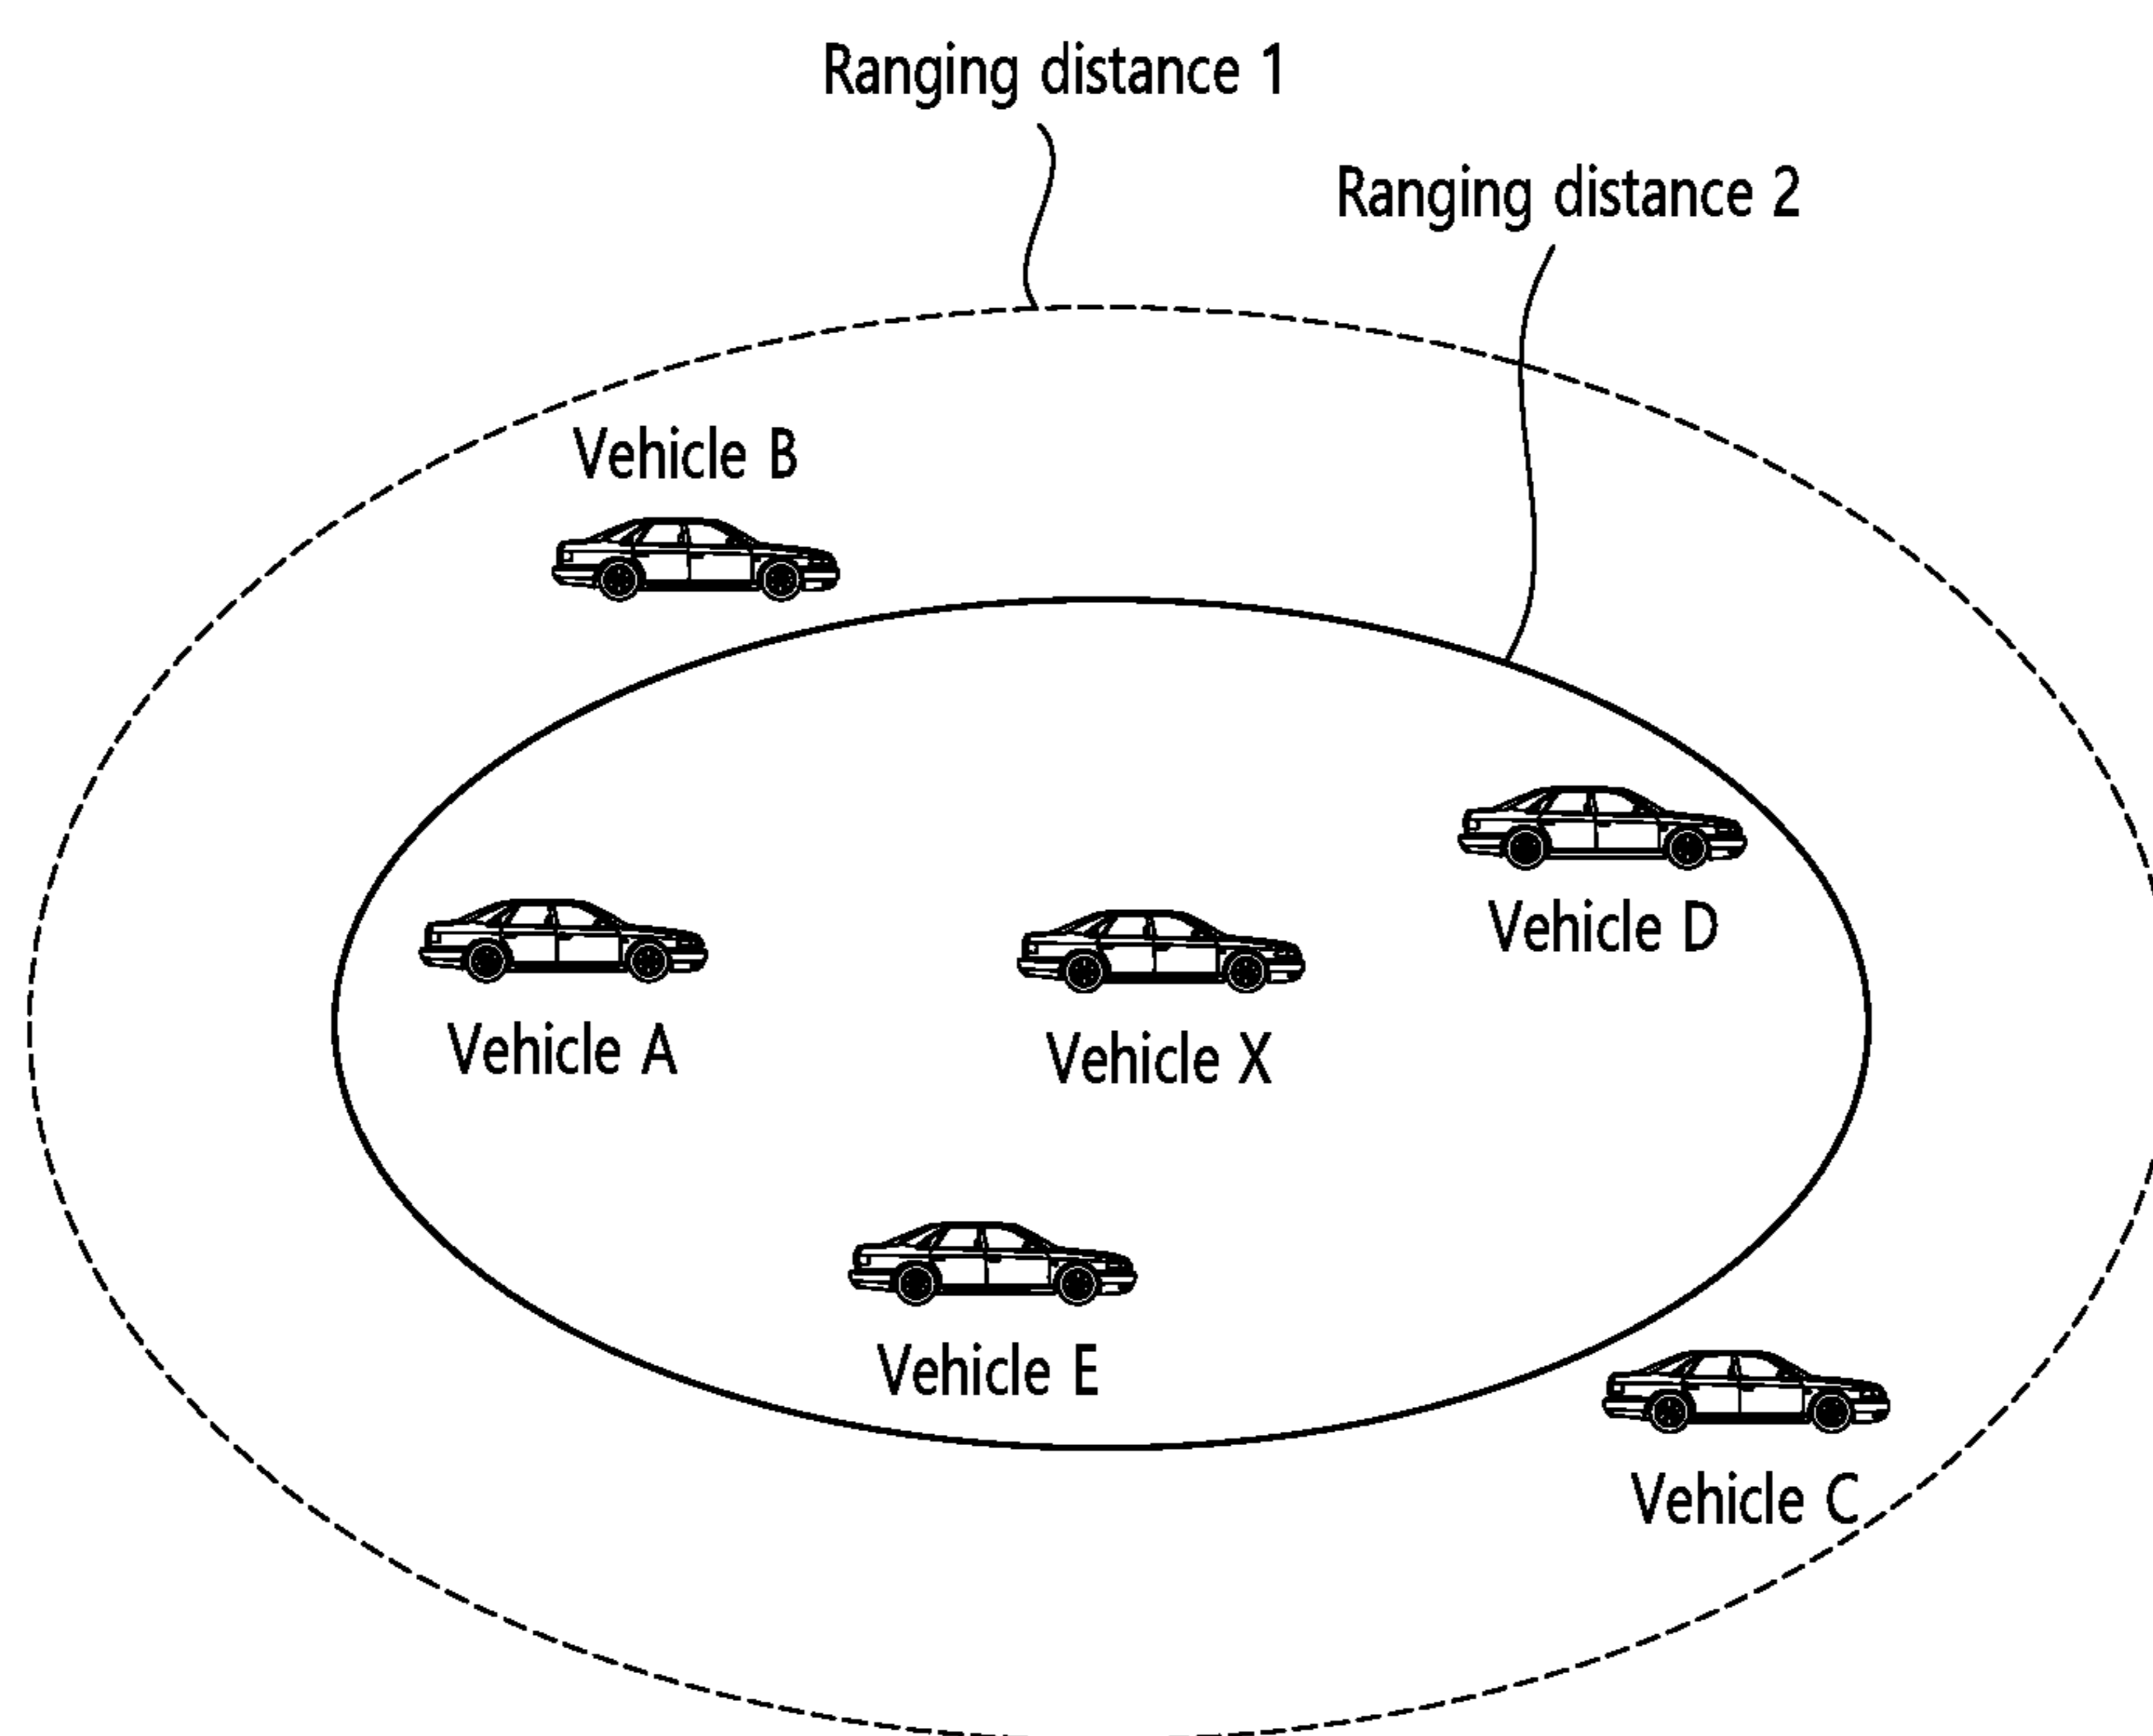 Ranging distance 1
Ranging distance 2
Vehicle B
Vehicle D
Vehicle A
Vehicle X
Vehicle E
Vehicle C